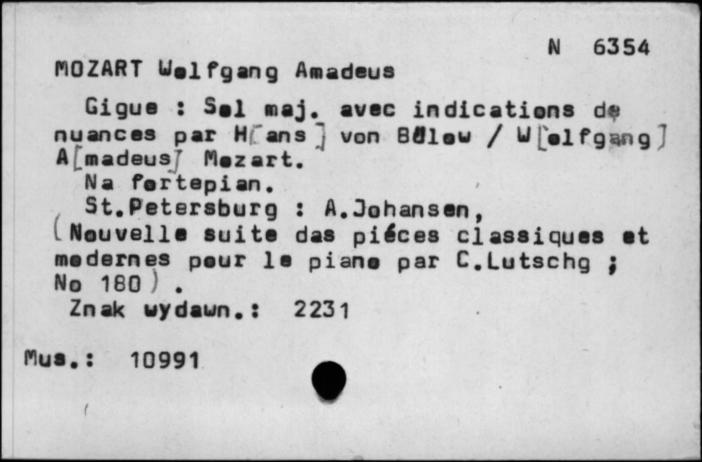 N 6354
MOZART Wolfgang Amadeus
Gigue : Sol maj. avec indications de
nuances par H[ans] von Bülow / W[olfgang]
A[madeus] Mozart.
Na fortepian.
St.Petersburg : A.Johansen,
(Nouvelle suite das piéces classiques et
modernes pour le piano par C.Lutschg ;
No 180) .
Znak wydawn.: 2231
Mus.: 10991